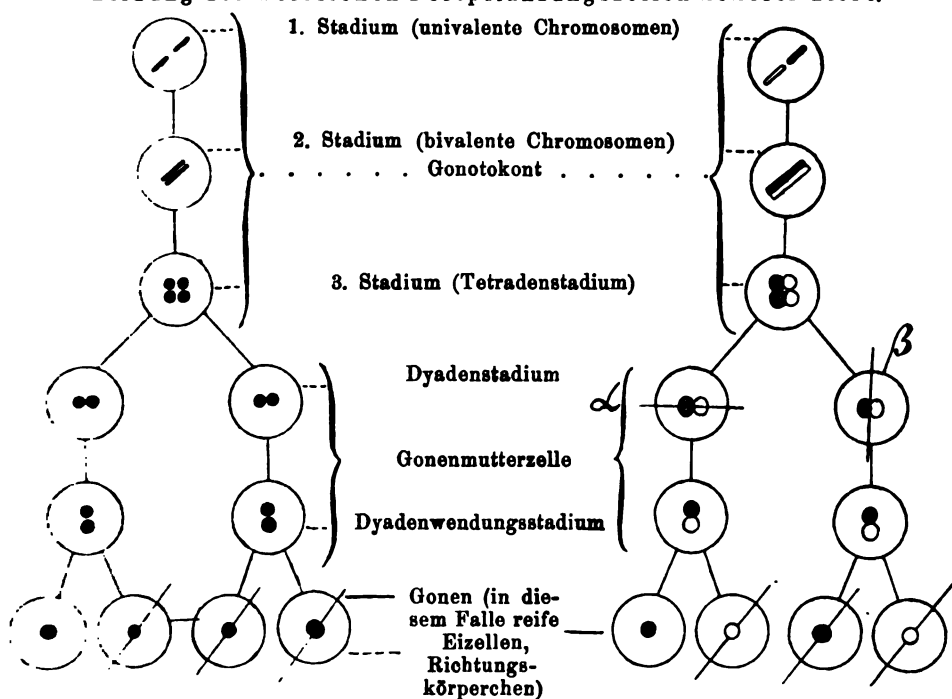 1. Stadium (univalente Chromosomen)
2. Stadium (bivalente Chromosomen)
Gonotokont
3. Stadium (Tetradenstadium)
Dyadenstadium
β
α
Gonenmutterzelle
Dyadenwendungsstadium
Gonen (in die-
sem Falle reife
Eizellen,
Richtungs-
körperchen)